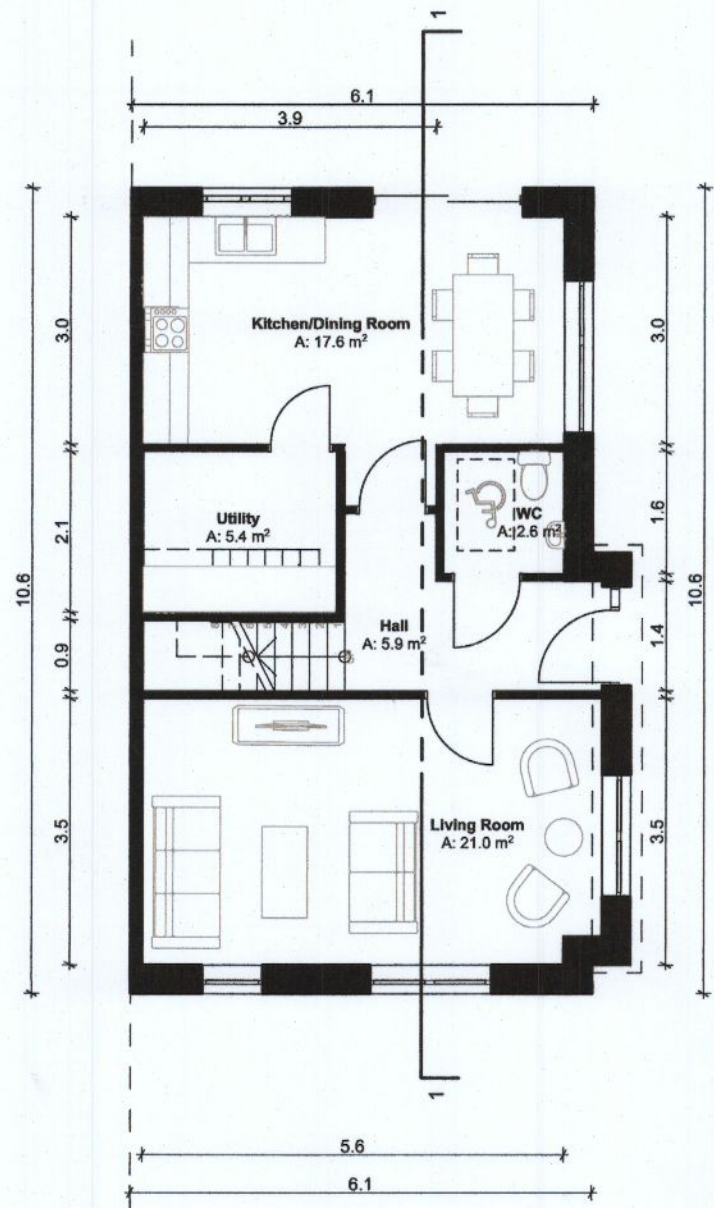 1
6.1
3.9
Kitchen/Dining Room
A: 17.6 m²
3.0
3.0
10.6
10.6
Utility
A: 5.4 m²
WC
A: 2.6 m²
2.1
1.6
Hall
A: 5.9 m²
0.9
1.4
Living Room
A: 21.0 m²
3.5
3.5
1
5.6
6.1